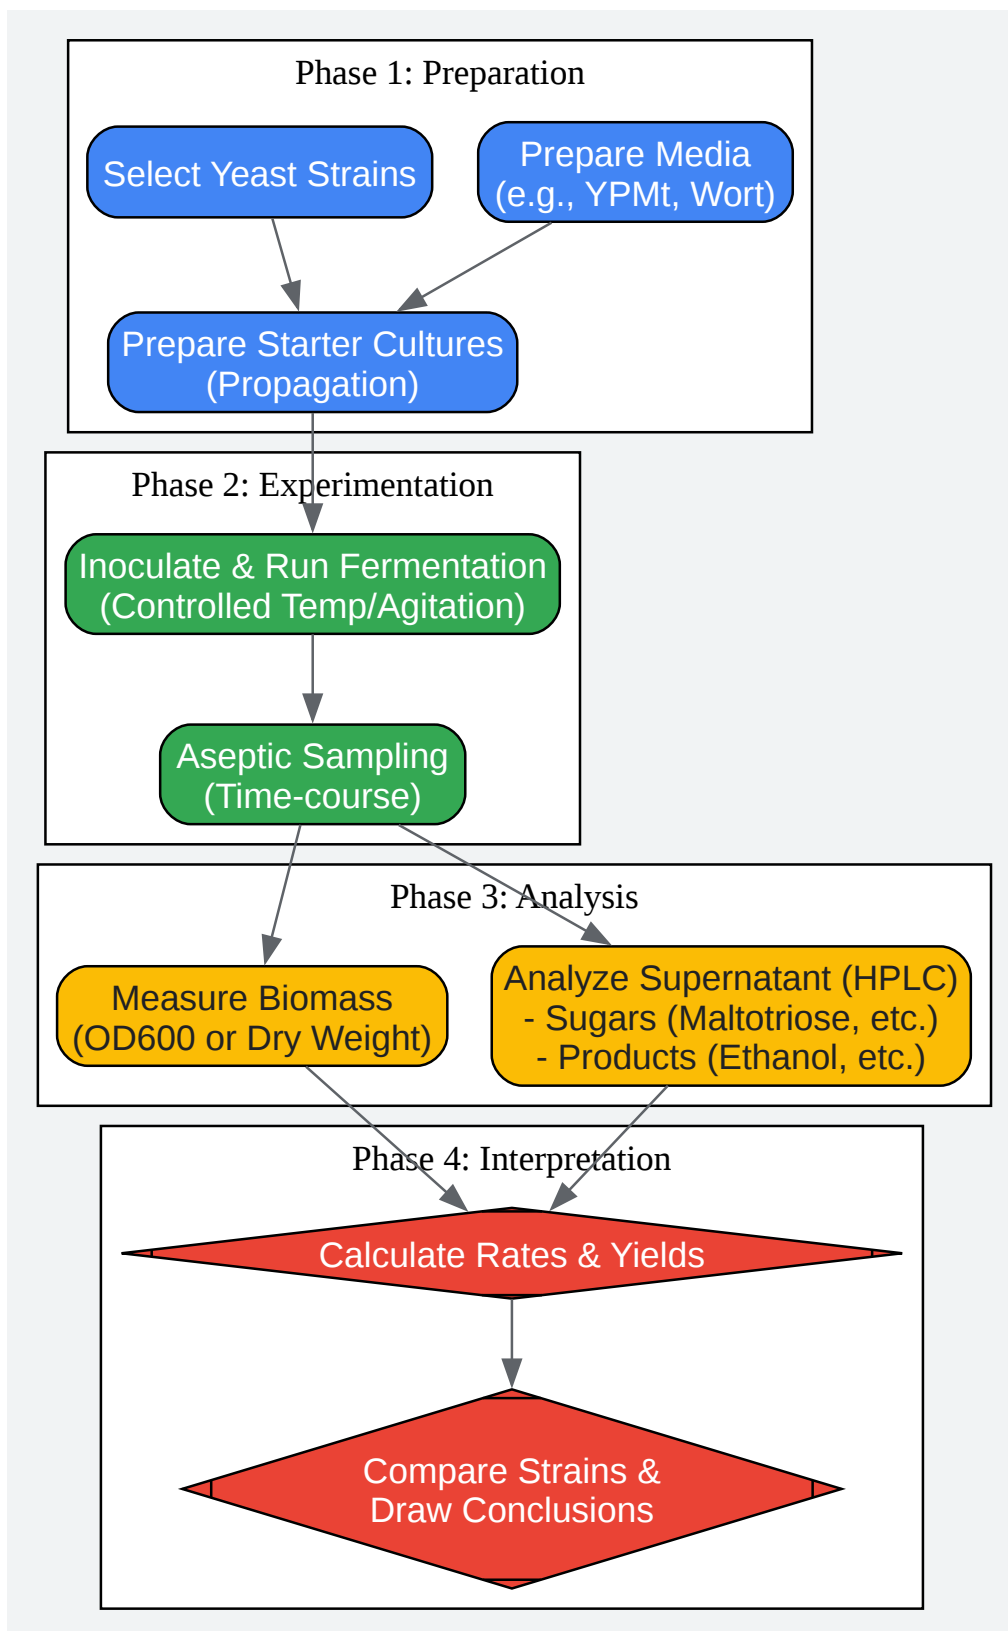 Phase 1: Preparation
Select Yeast Strains
Prepare Media
(e.g., YPMt, Wort)
Prepare Starter Cultures
(Propagation)
Phase 2: Experimentation
Inoculate & Run Fermentation
(Controlled Temp/Agitation)
Aseptic Sampling
(Time-course)
Phase 3: Analysis
Measure Biomass
(OD600 or Dry Weight)
Analyze Supernatant (HPLC)
- Sugars (Maltotriose, etc.)
- Products (Ethanol, etc.)
Phase 4: Interpretation
Calculate Rates & Yields
Compare Strains &
Draw Conclusions